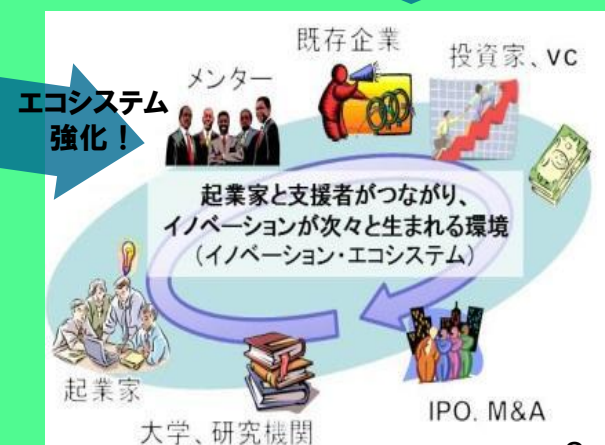 既存企業
投資家、VC
メンター
エコシステム
強化！
起業家と支援者がつながり、
イノベーションが次々と生まれる環境
（イノベーション・エコシステム）
起業家
大学、研究機関
IPO. M&A